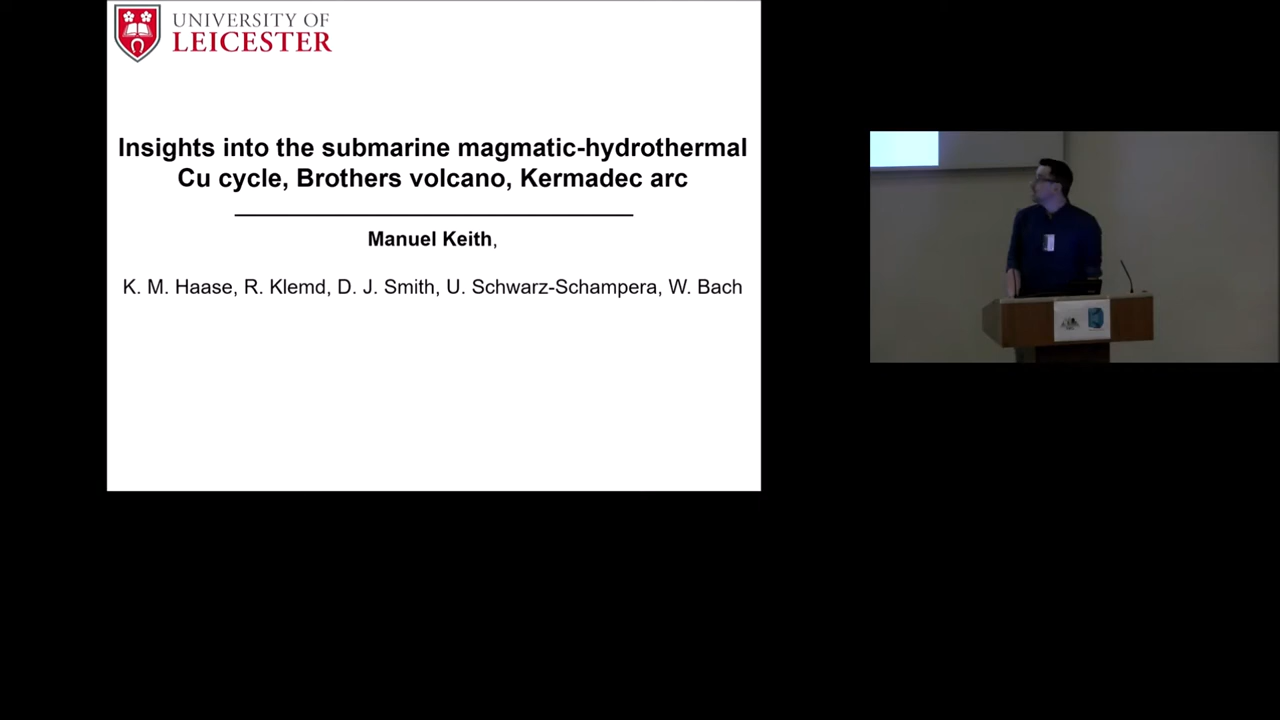 UNIVERSITY OF
LEICESTER
Insights into the submarine magmatic-hydrothermal
Cu cycle, Brothers volcano, Kermadec arc
Manuel Keith,
K. M. Haase, R. Klemd, D. J. Smith, U. Schwarz-Schampera, W. Bach